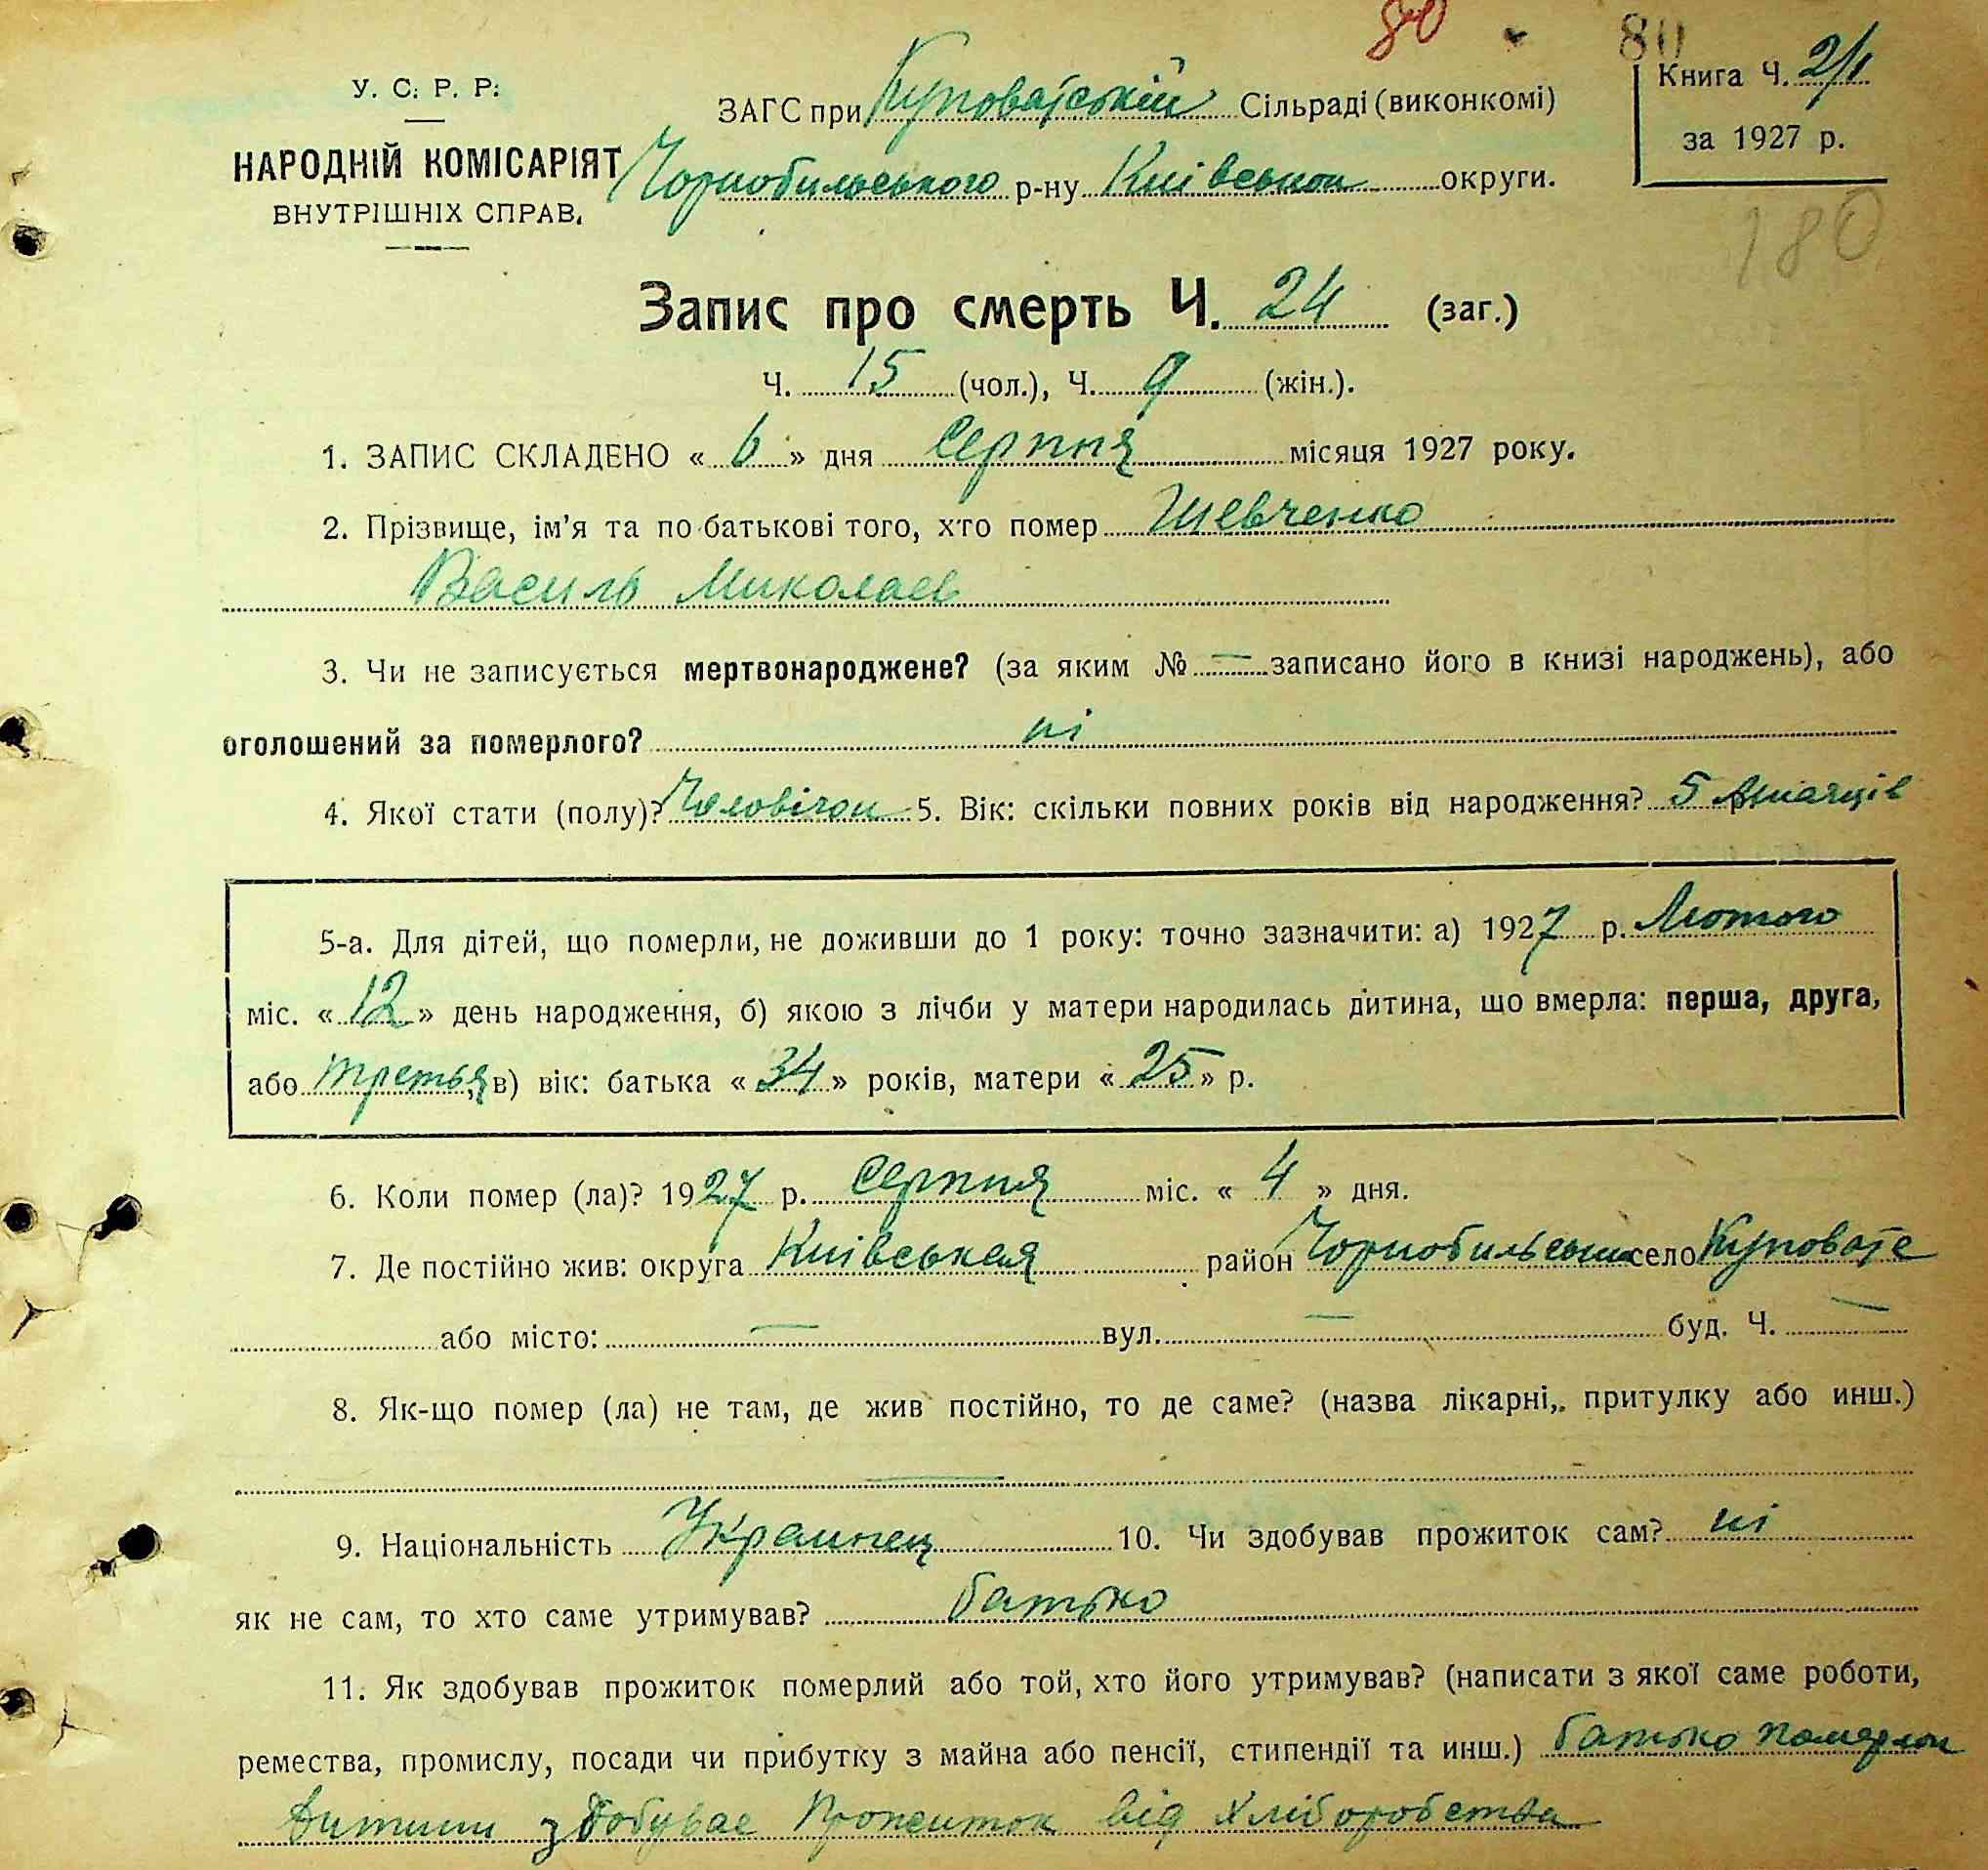 80
80
У. С. Р. Р.
НАРОДНІЙ КОМІСАРІЯТ
ВНУТРІШНІХ СПРАВ.
ЗАГС при Куповатській Сільраді (виконкомі)
Чорнобильського р-ну Київськои округи.
Книга Ч. 2/1
за 1927 р.
180
Запис про смерть Ч. 24 (заг.)
Ч. 15 (чол.), Ч. 9 (жін.).
1. ЗАПИС СКЛАДЕНО « 6 » дня Серпня місяця 1927 року.
2. Прізвище, ім'я та по батькові того, хто помер Шевченко
Василь Миколаев
3. Чи не записується мертвонароджене? (за яким № — записано його в книзі народжень), або
оголошений за померлого? ні
4. Якої стати (полу)? Чоловічои 5. Вік: скільки повних років від народження? 5 місяців
5-а. Для дітей, що померли, не доживши до 1 року: точно зазначити: а) 1927 р. Лютого
міс. « 12 » день народження, б) якою з лічби у матери народилась дитина, що вмерла: перша, друга,
або третья, в) вік: батька « 34 » років, матери « 25 » р.
6. Коли помер (ла)? 1927 р. Серпня міс. « 4 » дня.
7. Де постійно жив: округа Київськая район Чорнобильськи село Куповате
або місто: — вул. — буд. Ч. —
8. Як-що помер (ла) не там, де жив постійно, то де саме? (назва лікарні,. притулку або инш.)
—
9. Національність Украинец 10. Чи здобував прожиток сам? ні
як не сам, то хто саме утримував? батько
11. Як здобував прожиток померлий або той, хто його утримував? (написати з якої саме роботи,
ремества, промислу, посади чи прибутку з майна або пенсії, стипендії та инш.) батько померлои
дитини здобувае прожиток від хліборобства